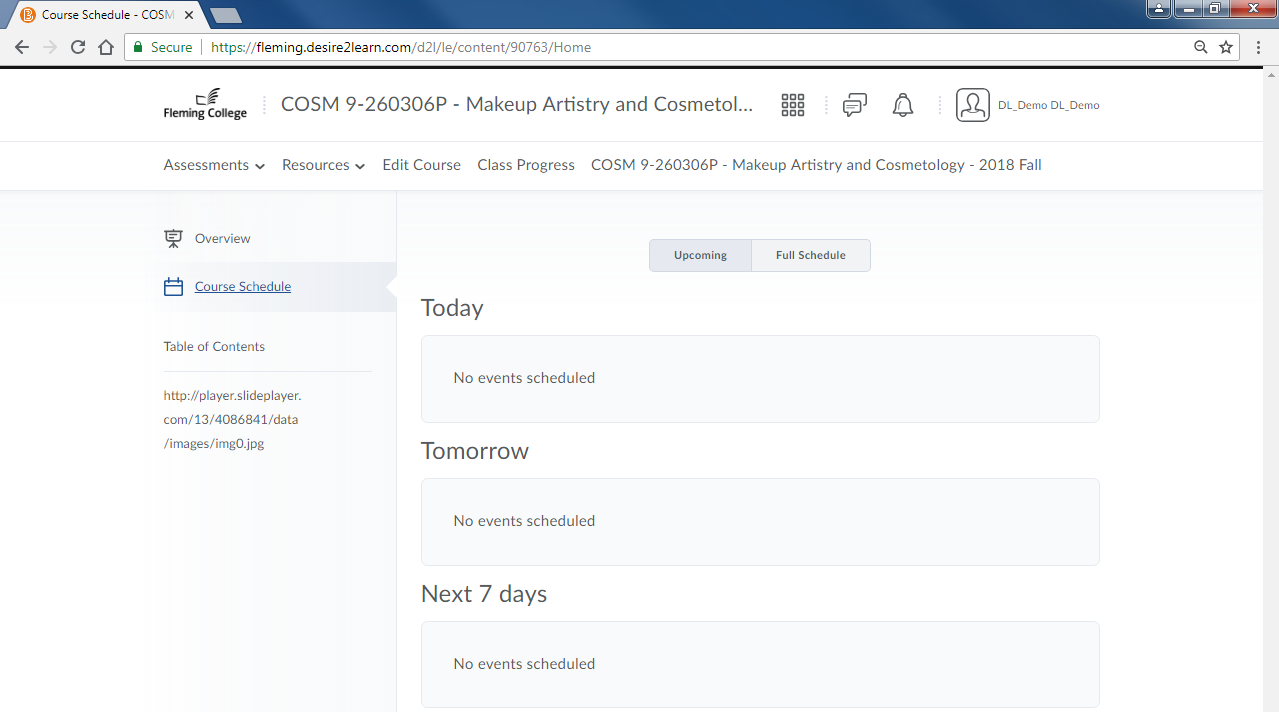 Course Schedule - COSM
Secure
https://fleming.desire2learn.com/d2l/le/content/90763/Home
Fleming College
COSM 9-260306P - Makeup Artistry and Cosmetol...
DL_Demo DL_Demo
Assessments
Resources
Edit Course
Class Progress
COSM 9-260306P - Makeup Artistry and Cosmetology - 2018 Fall
Overview
Course Schedule
Table of Contents
http://player.slideplayer.
com/13/4086841/data
/images/img0.jpg
Upcoming
Full Schedule
Today
No events scheduled
Tomorrow
No events scheduled
Next 7 days
No events scheduled